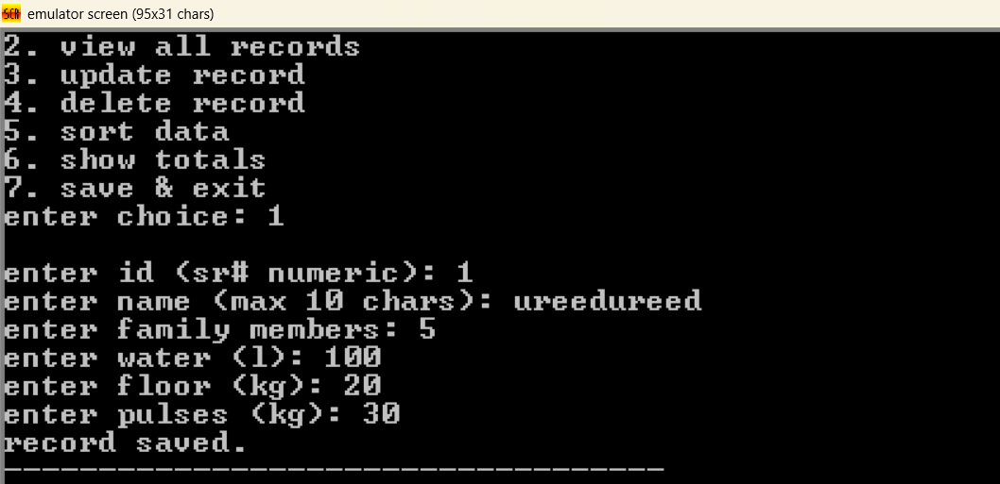 SCR emulator screen (95x31 chars)
2. view all records
3. update record
4. delete record
5. sort data
6. show totals
7. save & exit
enter choice: 1
enter id (sr# numeric): 1
enter name (max 10 chars): ureedureed
enter family members: 5
enter water (l): 100
enter floor (kg): 20
enter pulses (kg): 30
record saved.
-----------------------------------